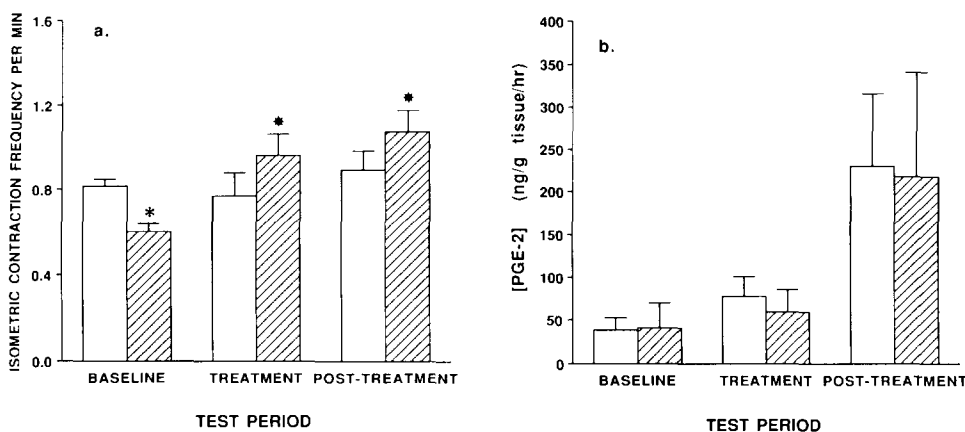 a.
ISOMETRIC CONTRACTION FREQUENCY PER MIN
1.6
1.2
0.8
0.4
0.0
*
*
*
BASELINE TREATMENT POST-TREATMENT
TEST PERIOD
b.
[PGE-2] (ng/g tissue/hr)
400
350
300
250
200
150
100
50
0
BASELINE TREATMENT POST-TREATMENT
TEST PERIOD